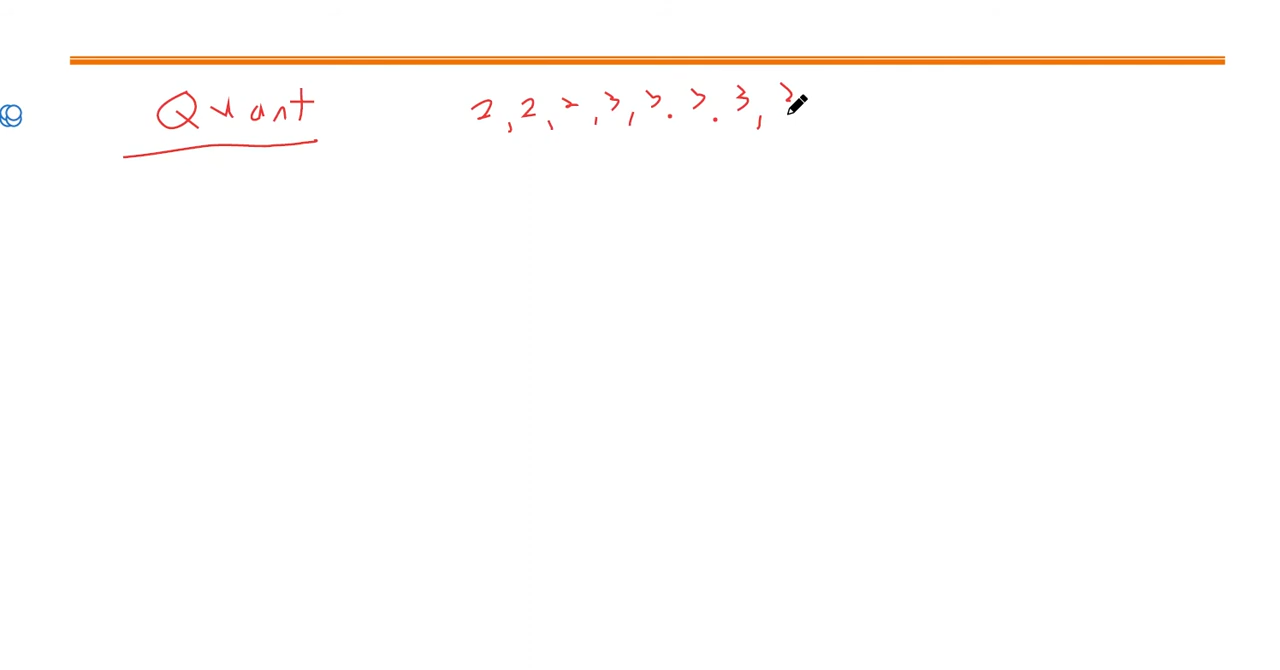 Quant 2, 2, 2, 3, 3. 3. 3,